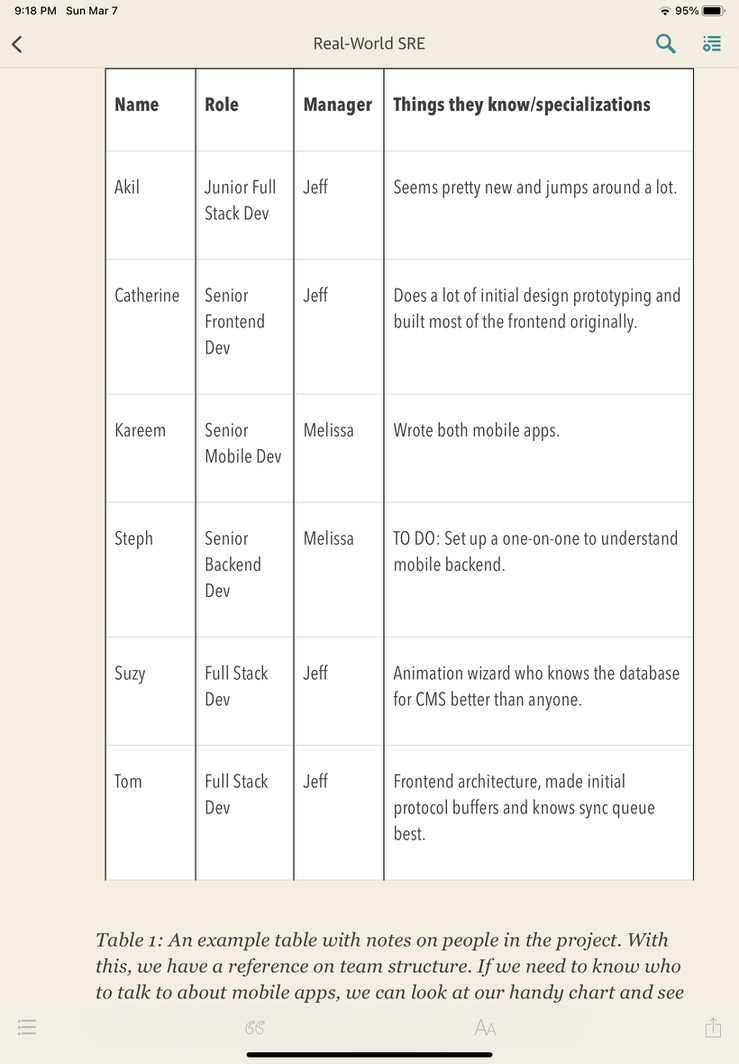 9:18 PM Sun Mar 7
95%
Real-World SRE
Name Role Manager Things they know/specializations
Akil Junior Full Jeff Seems pretty new and jumps around a lot.
Stack Dev
Catherine Senior Jeff Does a lot of initial design prototyping and
Frontend built most of the frontend originally.
Dev
Kareem Senior Melissa Wrote both mobile apps.
Mobile Dev
Steph Senior Melissa TO DO: Set up a one-on-one to understand
Backend mobile backend.
Dev
Suzy Full Stack Jeff Animation wizard who knows the database
Dev for CMS better than anyone.
Tom Full Stack Jeff Frontend architecture, made initial
Dev protocol buffers and knows sync queue
best.
Table 1: An example table with notes on people in the project. With
this, we have a reference on team structure. If we need to know who
to talk to about mobile apps, we can look at our handy chart and see
AA